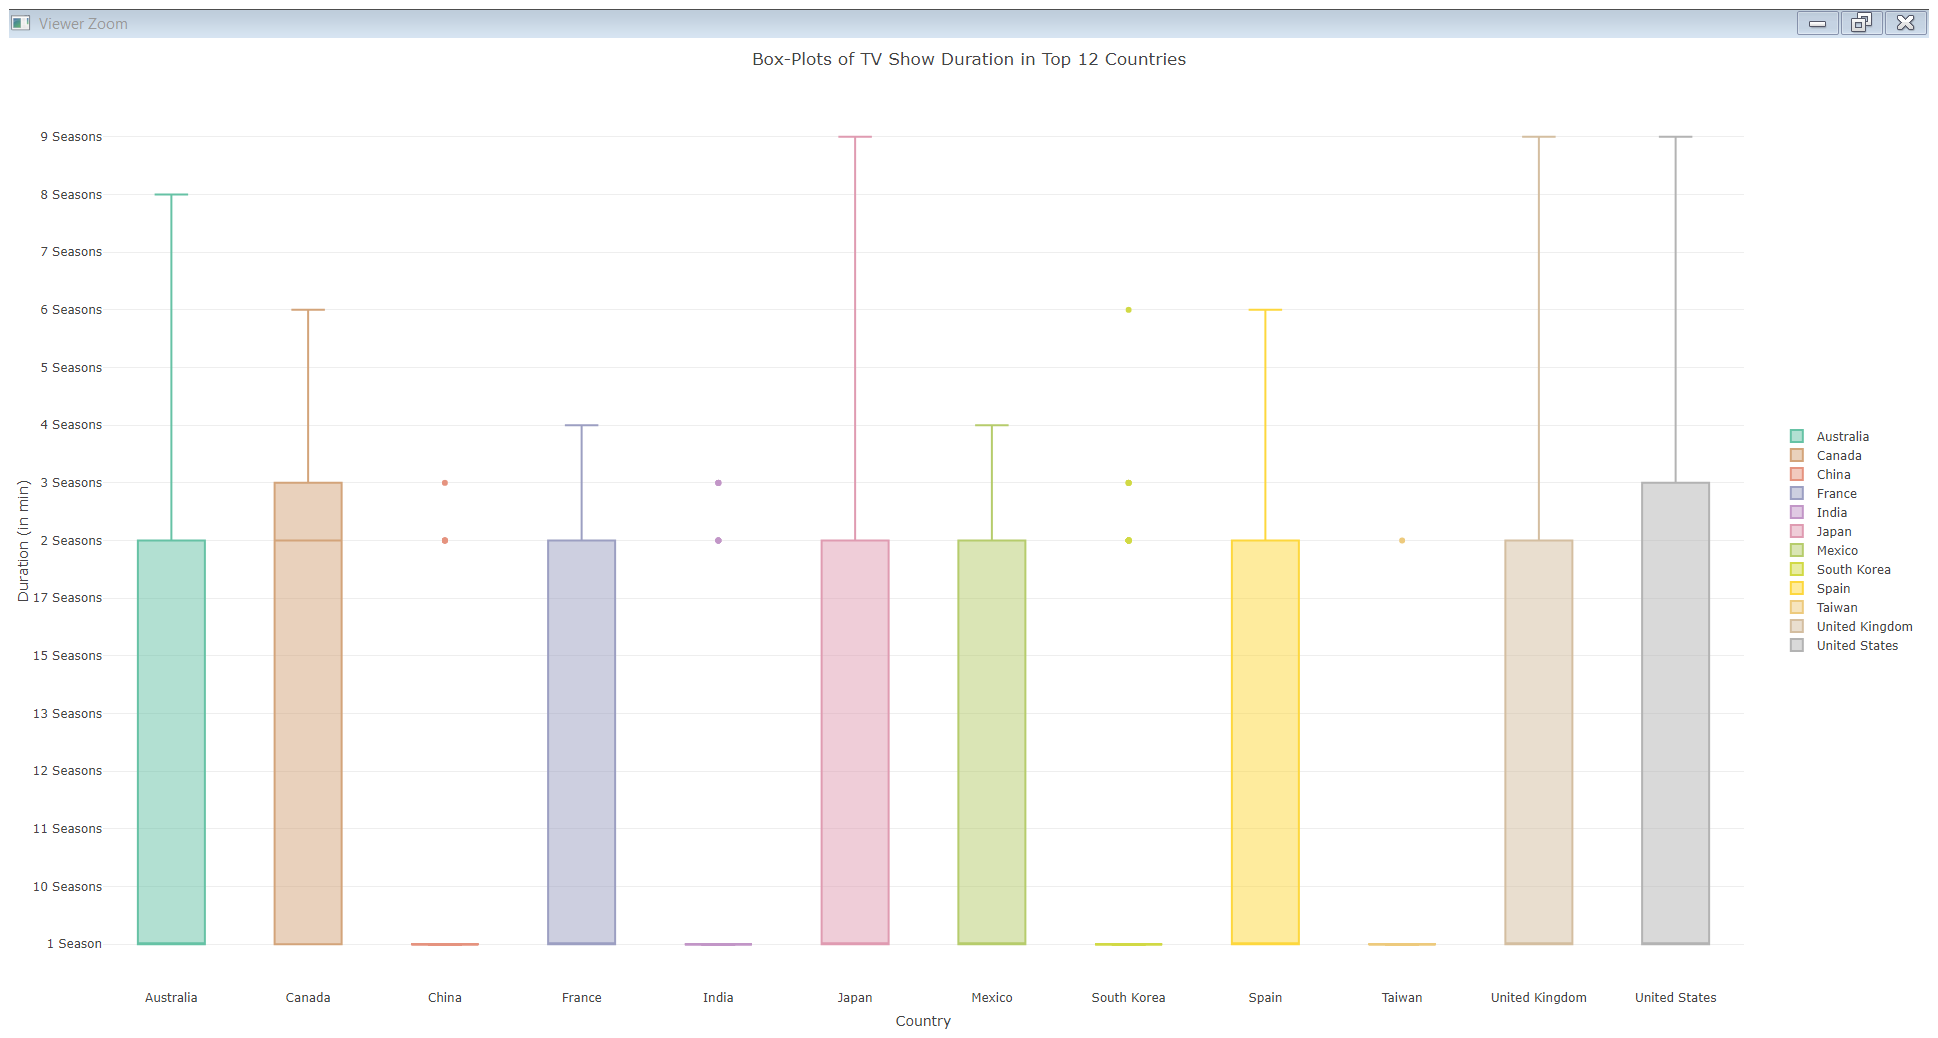 Viewer Zoom
Box-Plots of TV Show Duration in Top 12 Countries
9 Seasons
8 Seasons
7 Seasons
6 Seasons
5 Seasons
4 Seasons
3 Seasons
2 Seasons
17 Seasons
15 Seasons
13 Seasons
12 Seasons
11 Seasons
10 Seasons
1 Season
Duration (in min)
Australia
Canada
China
France
India
Japan
Mexico
South Korea
Spain
Taiwan
United Kingdom
United States
Country
Australia
Canada
China
France
India
Japan
Mexico
South Korea
Spain
Taiwan
United Kingdom
United States